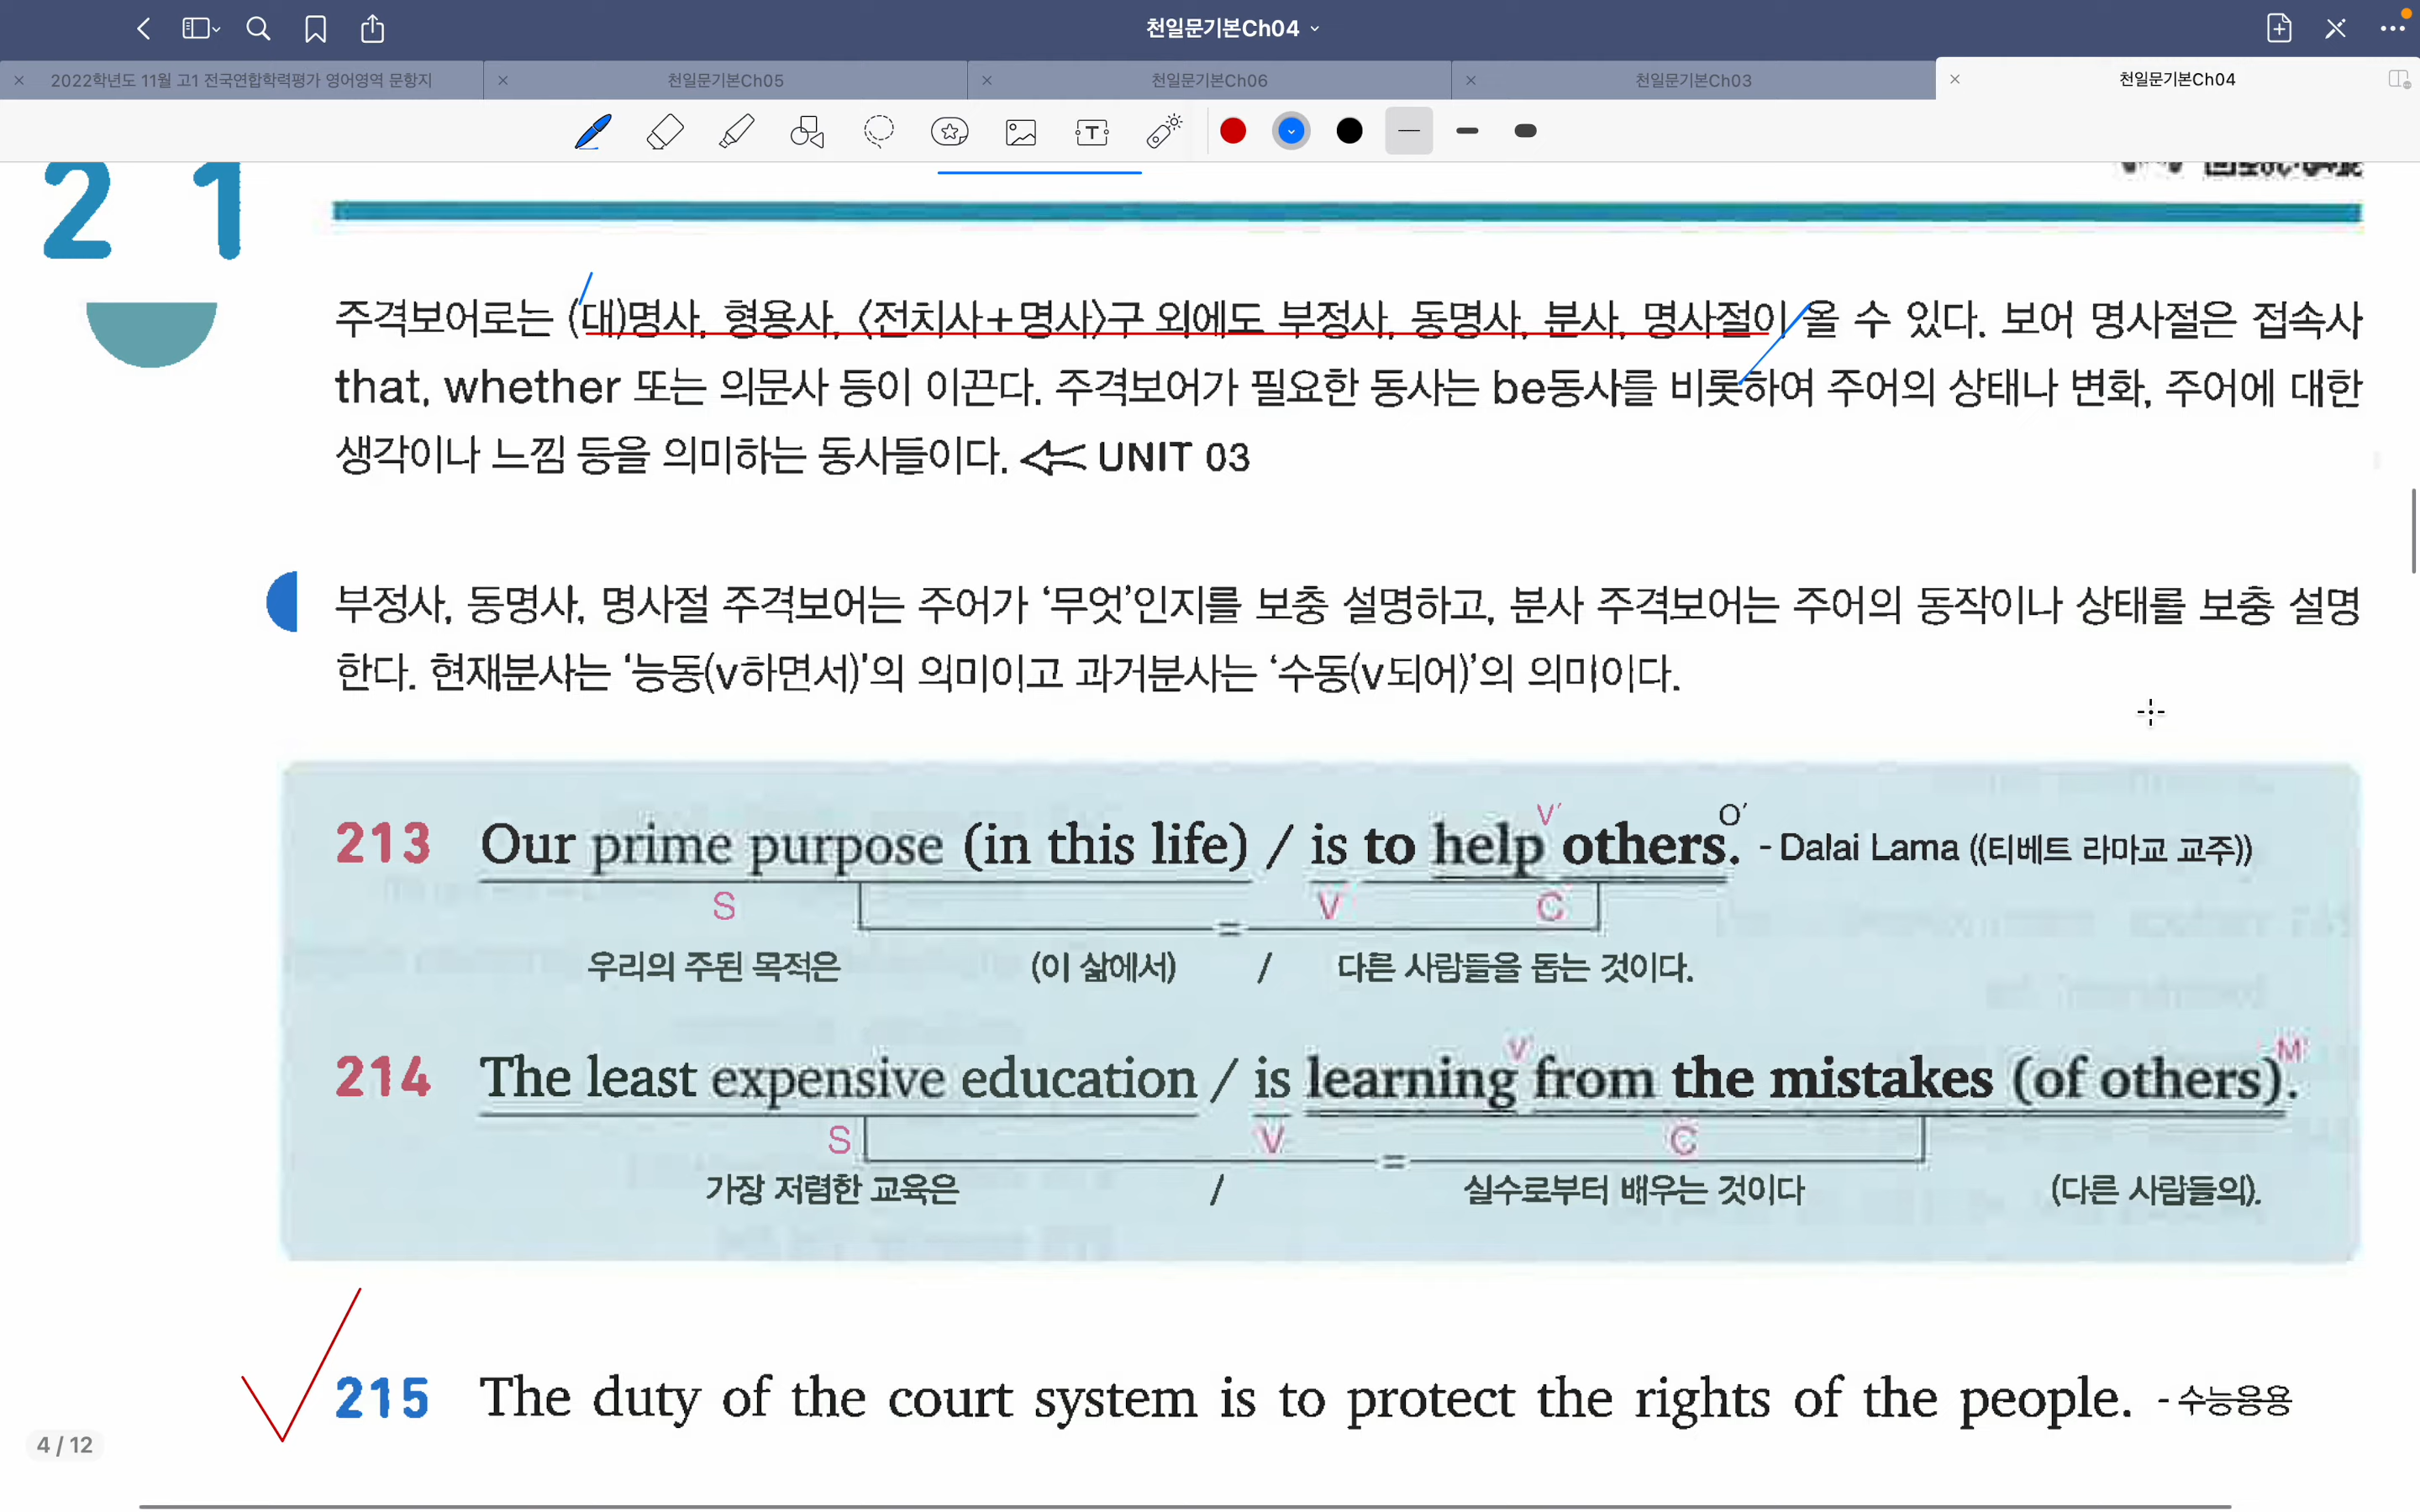 천일문기본Ch04
2022학년도 11월 고1 전국연합학력평가 영어영역 문항지
천일문기본Ch05
천일문기본Ch06
천일문기본Ch03
천일문기본Ch04
21
주격보어로는 (대)명사, 형용사, 〈전치사+명사〉구 외에도 부정사, 동명사, 분사, 명사절이 올 수 있다. 보어 명사절은 접속사
that, whether 또는 의문사 등이 이끈다. 주격보어가 필요한 동사는 be동사를 비롯하여 주어의 상태나 변화, 주어에 대한
생각이나 느낌 등을 의미하는 동사들이다. ⇐ UNIT 03
부정사, 동명사, 명사절 주격보어는 주어가 ‘무엇’인지를 보충 설명하고, 분사 주격보어는 주어의 동작이나 상태를 보충 설명
한다. 현재분사는 ‘능동(v하면서)’의 의미이고 과거분사는 ‘수동(v되어)’의 의미이다.
V′ O′
213 Our prime purpose (in this life) / is to help others. - Dalai Lama ((티베트 라마교 교주))
S V C
=
우리의 주된 목적은 (이 삶에서) / 다른 사람들을 돕는 것이다.
V′ M′
214 The least expensive education / is learning from the mistakes (of others).
S V C
=
가장 저렴한 교육은 / 실수로부터 배우는 것이다 (다른 사람들의).
215 The duty of the court system is to protect the rights of the people. - 수능응용
4 / 12